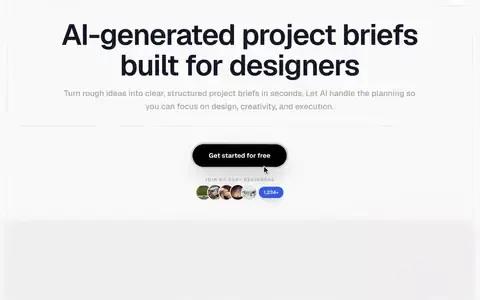 AI-generated project briefs
built for designers
Turn rough ideas into clear, structured project briefs in seconds. Let AI handle the planning so
you can focus on design, creativity, and execution.
Get started for free
1,234+